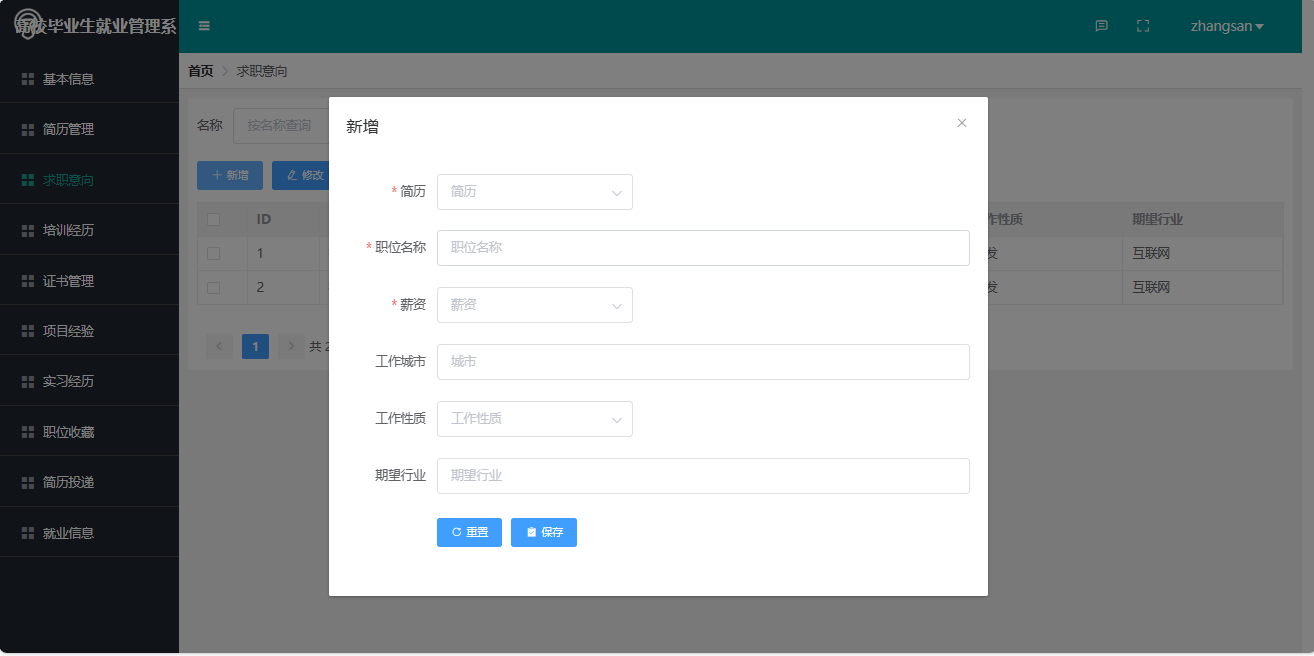 高校毕业生就业管理系
zhangsan
基本信息
简历管理
求职意向
培训经历
证书管理
项目经验
实习经历
职位收藏
简历投递
就业信息
首页 > 求职意向
名称 按名称查询
新增 修改
ID 作性质 期望行业
1 发 互联网
2 发 互联网
1 共 2
新增
* 简历 简历
* 职位名称 职位名称
* 薪资 薪资
工作城市 城市
工作性质 工作性质
期望行业 期望行业
重置 保存